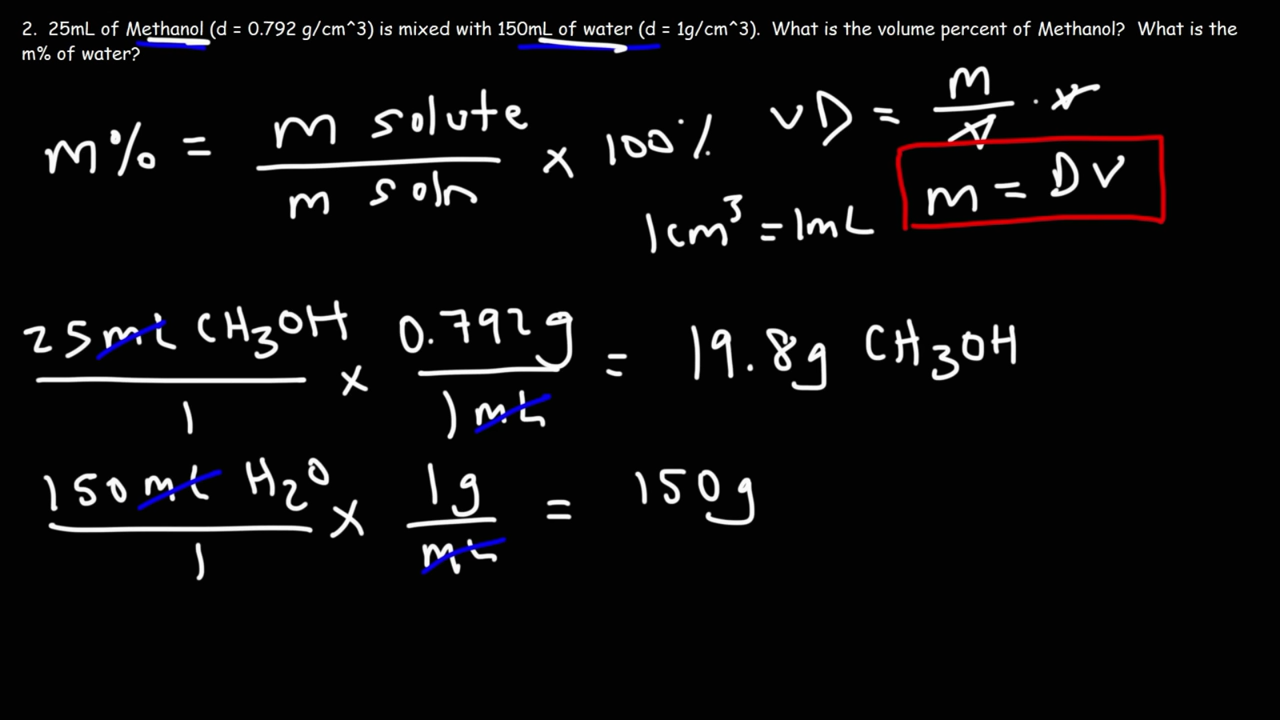 2. 25mL of Methanol (d = 0.792 g/cm^3) is mixed with 150mL of water (d = 1g/cm^3). What is the volume percent of Methanol? What is the
m% of water?
m% = m solute / m soln x 100% VD = m / V · V
1cm³ = 1mL m = DV
25mL CH₃OH / 1 x 0.792g / 1mL = 19.8g CH₃OH
150mL H₂O / 1 x 1g / mL = 150g